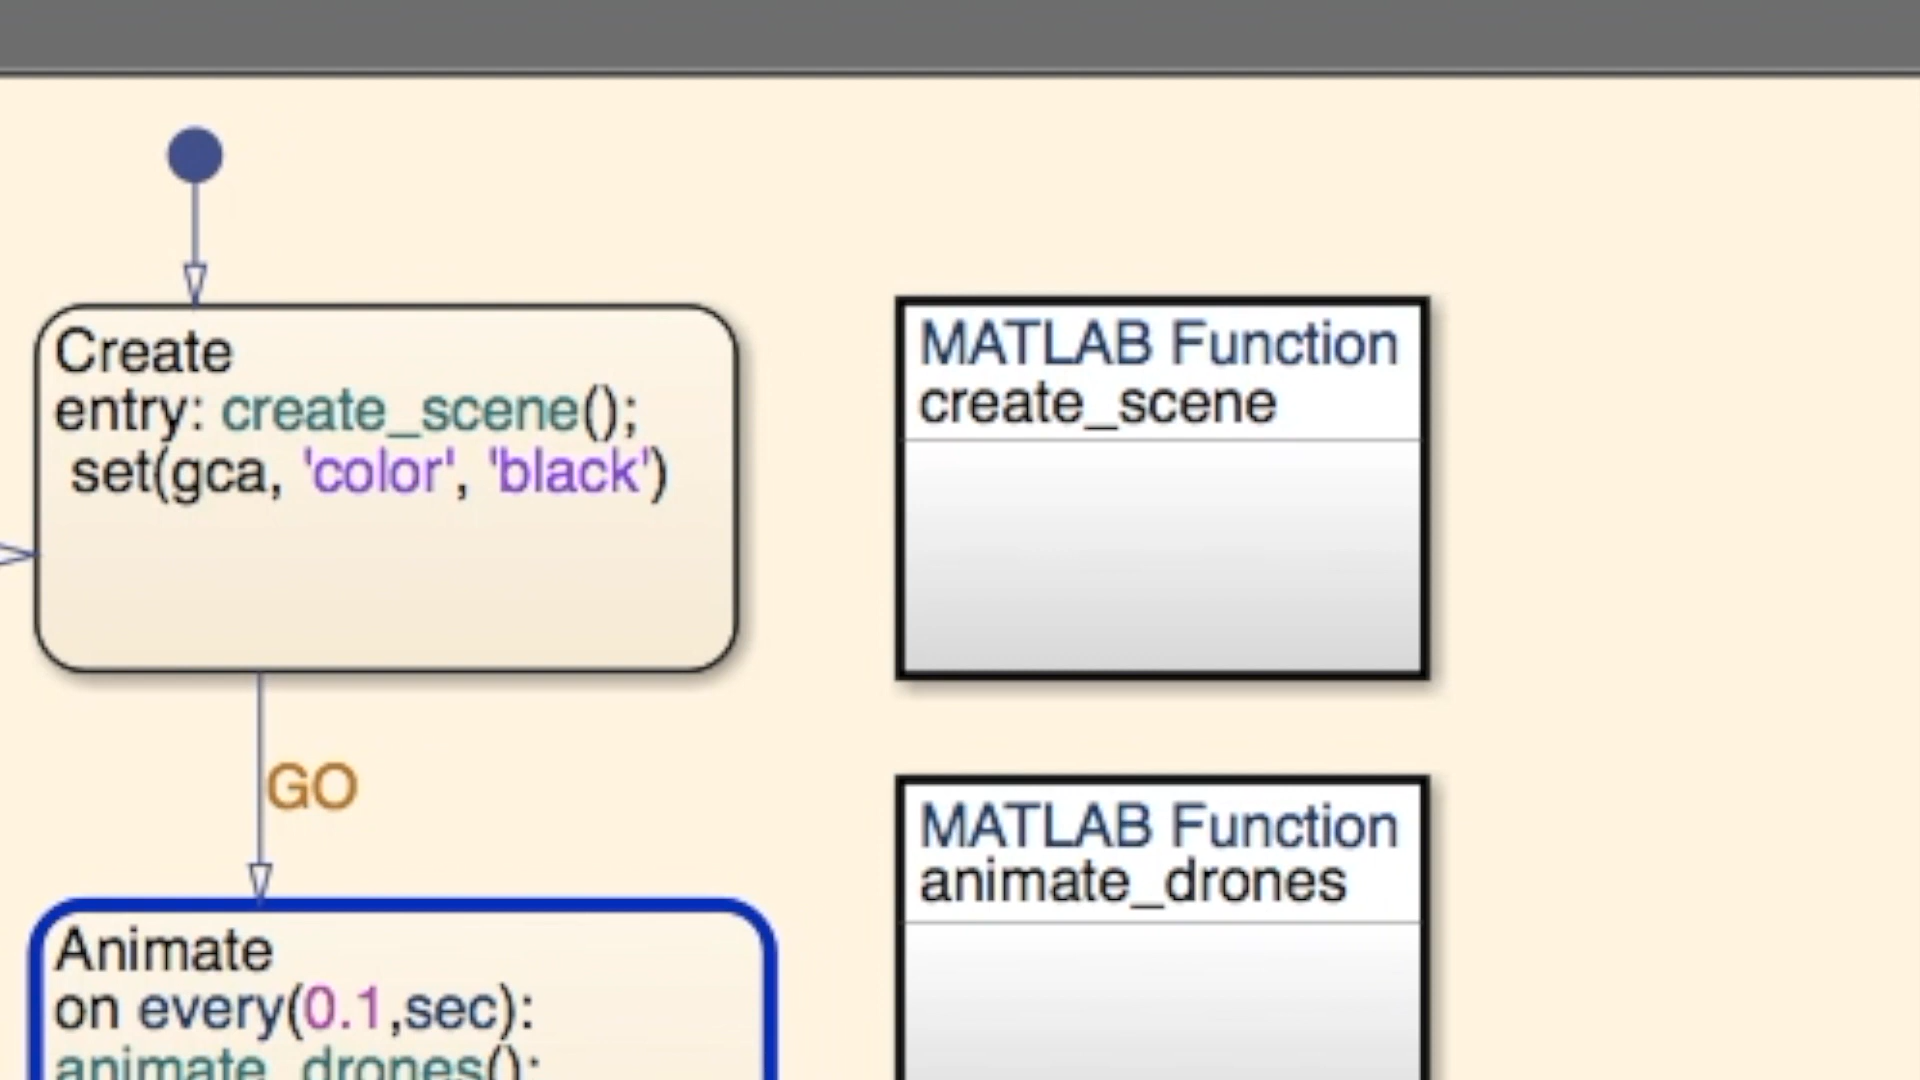 Create
entry: create_scene();
set(gca, 'color', 'black')
MATLAB Function
create_scene
GO
MATLAB Function
animate_drones
Animate
on every(0.1,sec):
animate_drones();